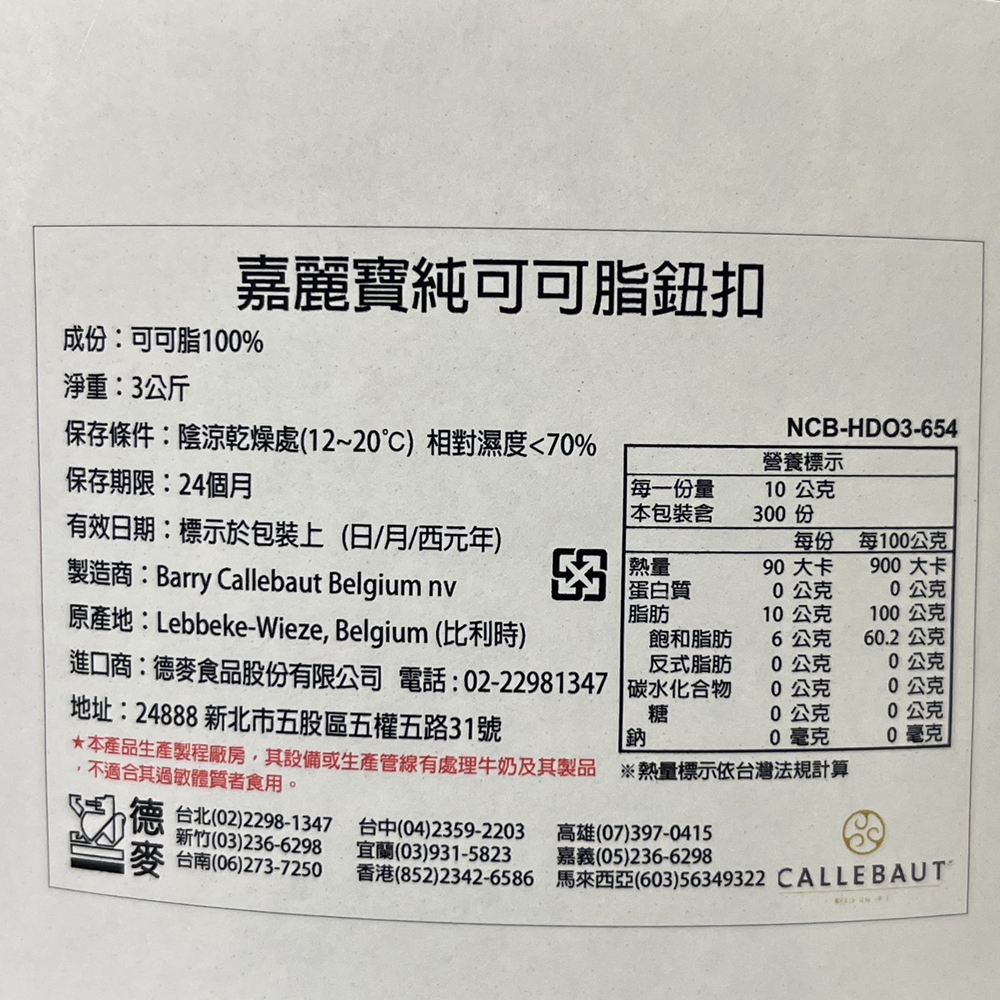 嘉麗寶純可可脂鈕扣
成份：可可脂100%
淨重：3公斤
保存條件：陰涼乾燥處(12~20℃) 相對濕度<70%
保存期限：24個月
有效日期：標示於包裝上 (日/月/西元年)
製造商：Barry Callebaut Belgium nv
原產地：Lebbeke-Wieze, Belgium (比利時)
進口商：德麥食品股份有限公司 電話：02-22981347
地址：24888 新北市五股區五權五路31號
★本產品生產製程廠房，其設備或生產管線有處理牛奶及其製品
，不適合其過敏體質者食用。
NCB-HDO3-654
營養標示
每一份量 10 公克
本包裝含 300 份
每份 每100公克
熱量 90 大卡 900 大卡
蛋白質 0 公克 0 公克
脂肪 10 公克 100 公克
飽和脂肪 6 公克 60.2 公克
反式脂肪 0 公克 0 公克
碳水化合物 0 公克 0 公克
糖 0 公克 0 公克
鈉 0 毫克 0 毫克
※熱量標示依台灣法規計算
德麥
台北(02)2298-1347 台中(04)2359-2203 高雄(07)397-0415
新竹(03)236-6298 宜蘭(03)931-5823 嘉義(05)236-6298
台南(06)273-7250 香港(852)2342-6586 馬來西亞(603)56349322
CALLEBAUT